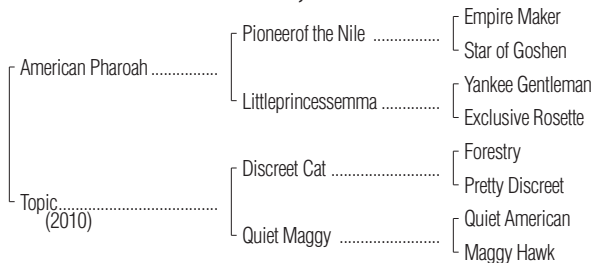 Empire Maker
Pioneerof the Nile ................
Star of Goshen
American Pharoah ...............
Yankee Gentleman
Littleprincessemma ..............
Exclusive Rosette
Forestry
Discreet Cat ..........................
Pretty Discreet
Topic.....................................
(2010)
Quiet American
Quiet Maggy ........................
Maggy Hawk